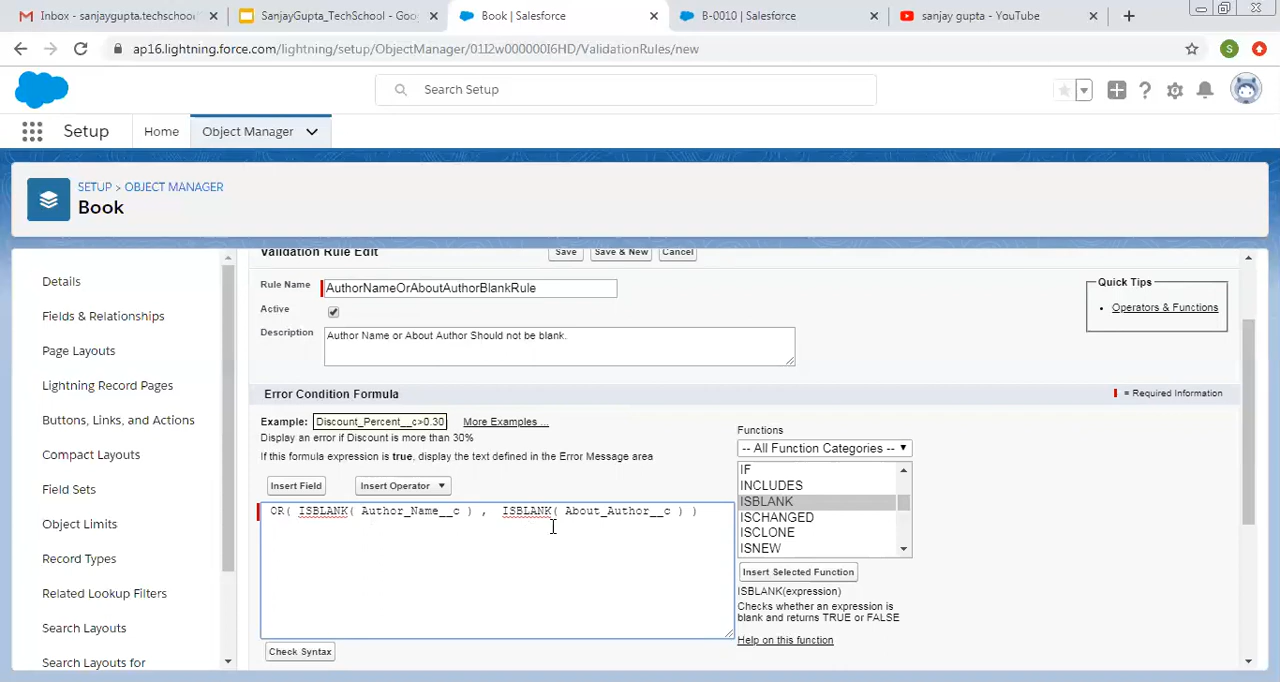 Inbox - sanjaygupta.techschool
SanjayGupta_TechSchool - Goo
Book | Salesforce
B-0010 | Salesforce
sanjay gupta - YouTube
ap16.lightning.force.com/lightning/setup/ObjectManager/01I2w000000I6HD/ValidationRules/new
S
Search Setup
Setup
Home
Object Manager
SETUP > OBJECT MANAGER
Book
Details
Fields & Relationships
Page Layouts
Lightning Record Pages
Buttons, Links, and Actions
Compact Layouts
Field Sets
Object Limits
Record Types
Related Lookup Filters
Search Layouts
Search Layouts for
Validation Rule Edit
Save
Save & New
Cancel
Rule Name
AuthorNameOrAboutAuthorBlankRule
Active
Description
Author Name or About Author Should not be blank.
Quick Tips
Operators & Functions
Error Condition Formula
= Required Information
Example: Discount_Percent__c>0.30 More Examples ...
Display an error if Discount is more than 30%
If this formula expression is true, display the text defined in the Error Message area
Insert Field
Insert Operator
OR( ISBLANK( Author_Name__c ) , ISBLANK( About_Author__c ) )
Check Syntax
Functions
-- All Function Categories --
IF
INCLUDES
ISBLANK
ISCHANGED
ISCLONE
ISNEW
Insert Selected Function
ISBLANK(expression)
Checks whether an expression is
blank and returns TRUE or FALSE
Help on this function